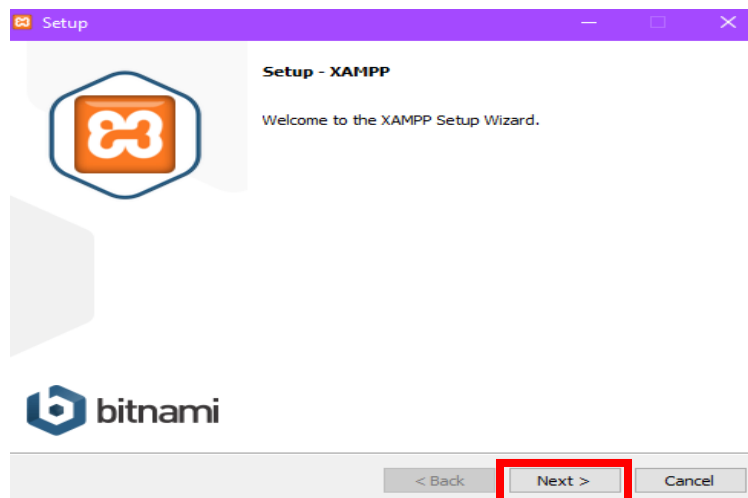 Setup
Setup - XAMPP
Welcome to the XAMPP Setup Wizard.
bitnami
< Back Next > Cancel